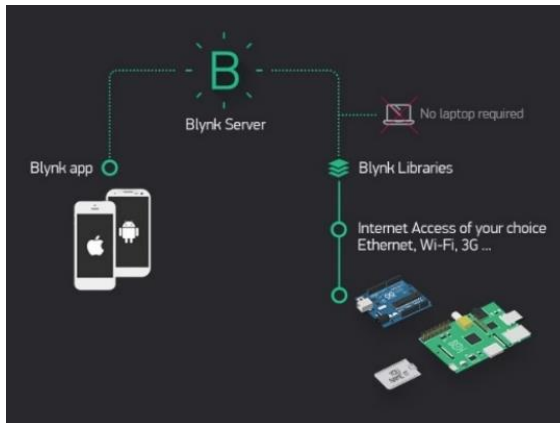 B
Blynk Server
No laptop required
Blynk app
Blynk Libraries
Internet Access of your choice
Ethernet, Wi-Fi, 3G ...